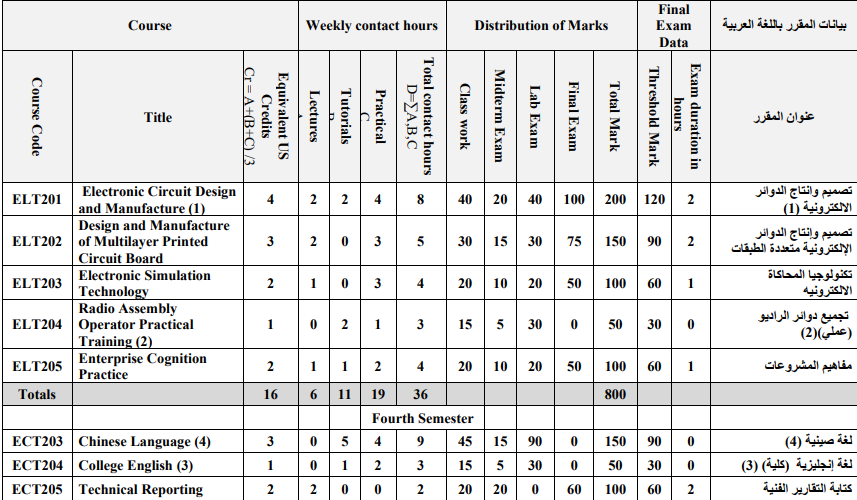 Course Weekly contact hours Distribution of Marks Final Exam Data بيانات المقرر باللغة العربية
Course Code
Title
Equivalent US
Credits
Cr = A+(B+C) /3
Lectures
Tutorials
Practical
Total contact hours
D=∑A,B,C
Class work
Midterm Exam
Lab Exam
Final Exam
Total Mark
Threshold Mark
Exam duration in
hours
عنوان المقرر
ELT201 Electronic Circuit Design and Manufacture (1) 4 2 2 4 8 40 20 40 100 200 120 2 تصميم وانتاج الدوائر الالكترونية (1)
ELT202 Design and Manufacture of Multilayer Printed Circuit Board 3 2 0 3 5 30 15 30 75 150 90 2 تصميم وإنتاج الدوائر الإلكترونية متعددة الطبقات
ELT203 Electronic Simulation Technology 2 1 0 3 4 20 10 20 50 100 60 1 تكنولوجيا المحاكاة الالكترونيه
ELT204 Radio Assembly Operator Practical Training (2) 1 0 2 1 3 15 5 30 0 50 30 0 تجميع دوائر الراديو (عملي)(2)
ELT205 Enterprise Cognition Practice 2 1 1 2 4 20 10 20 50 100 60 1 مفاهيم المشروعات
Totals 16 6 11 19 36 800
Fourth Semester
ECT203 Chinese Language (4) 3 0 5 4 9 45 15 90 0 150 90 0 لغة صينية (4)
ECT204 College English (3) 1 0 1 2 3 15 5 30 0 50 30 0 لغة إنجليزية (كلية) (3)
ECT205 Technical Reporting 2 2 0 0 2 20 20 0 60 100 60 2 كتابة التقارير الفنية